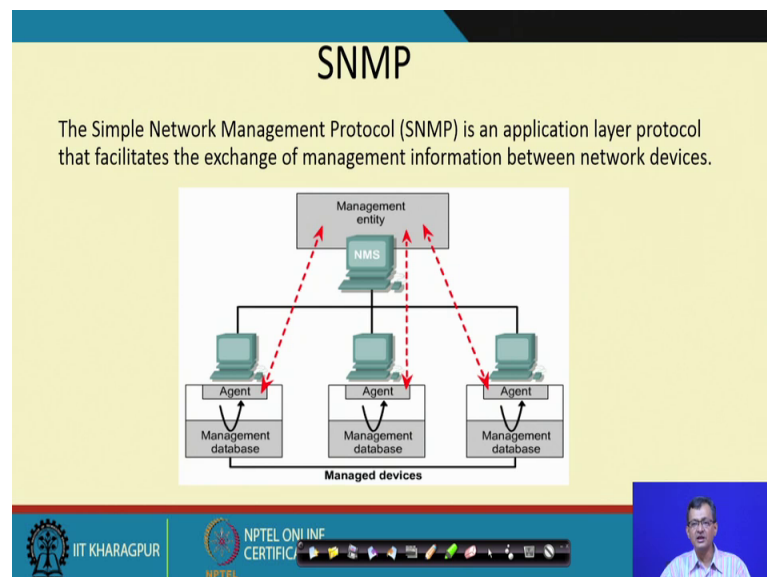 SNMP
The Simple Network Management Protocol (SNMP) is an application layer protocol
that facilitates the exchange of management information between network devices.
Management
entity
NMS
Agent
Agent
Agent
Management
database
Management
database
Management
database
Managed devices
IIT KHARAGPUR
NPTEL ONLINE
CERTIFICA
NPTEL